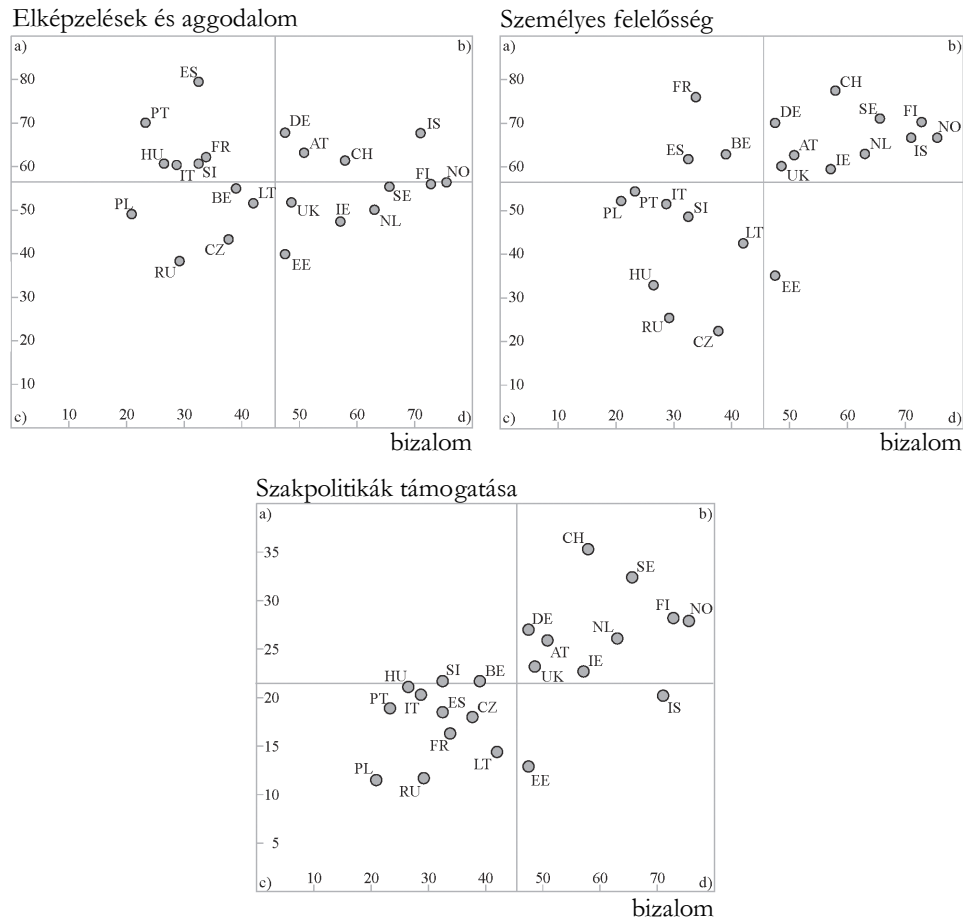 Elképzelések és aggodalom
a)
b)
80
70
60
50
40
30
20
10
ES
PT
HU
IT
SI
FR
DE
AT
CH
IS
BE
LT
FI
NO
SE
PL
UK
IE
NL
RU
CZ
EE
c)
10
20
30
40
50
60
70
d)
bizalom
Személyes felelősség
a)
b)
80
70
60
50
40
30
20
10
FR
CH
DE
SE
FI
ES
BE
AT
NL
IS
NO
UK
IE
PL
PT
IT
SI
LT
HU
EE
RU
CZ
c)
10
20
30
40
50
60
70
d)
bizalom
Szakpolitikák támogatása
a)
b)
35
30
25
20
15
10
5
CH
SE
FI
NO
DE
AT
NL
UK
IE
HU
SI
BE
PT
IT
ES
CZ
IS
FR
LT
PL
RU
EE
c)
10
20
30
40
50
60
70
d)
bizalom